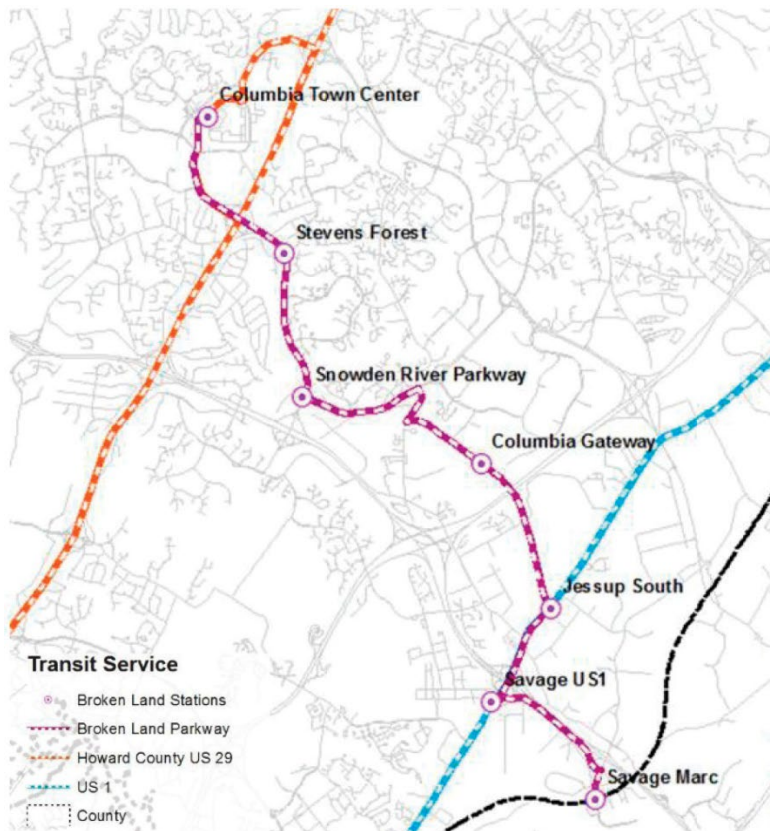 Columbia Town Center
Stevens Forest
Snowden River Parkway
Columbia Gateway
Jessup South
Savage US1
Savage Marc
Transit Service
Broken Land Stations
Broken Land Parkway
Howard County US 29
US 1
County